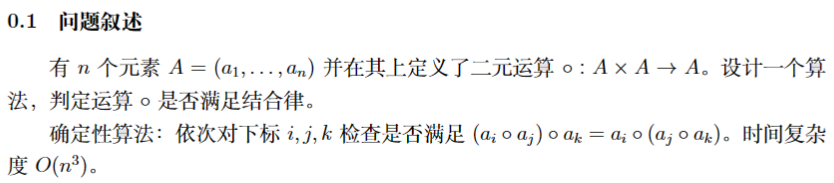 0.1 问题叙述
有 n 个元素 A = (a₁, . . . , aₙ) 并在其上定义了二元运算 ∘ : A × A → A。设计一个算
法，判定运算 ∘ 是否满足结合律。
确定性算法：依次对下标 i, j, k 检查是否满足 (aᵢ ∘ aⱼ) ∘ aₖ = aᵢ ∘ (aⱼ ∘ aₖ)。时间复杂
度 O(n³)。